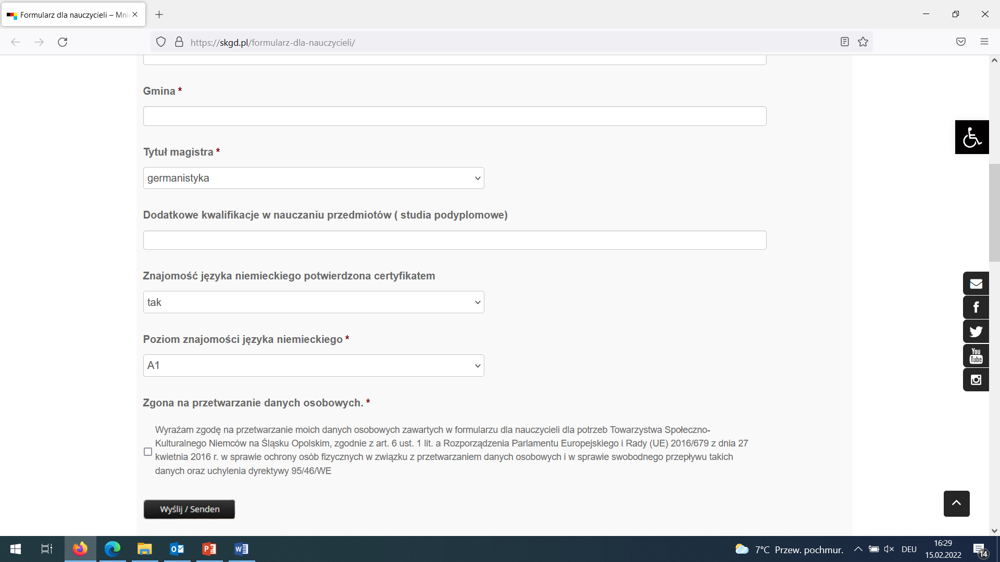 Formularz dla nauczycieli – Mni
https://skgd.pl/formularz-dla-nauczycieli/
Gmina *
Tytuł magistra *
germanistyka
Dodatkowe kwalifikacje w nauczaniu przedmiotów ( studia podyplomowe)
Znajomość języka niemieckiego potwierdzona certyfikatem
tak
Poziom znajomości języka niemieckiego *
A1
Zgona na przetwarzanie danych osobowych. *
Wyrażam zgodę na przetwarzanie moich danych osobowych zawartych w formularzu dla nauczycieli dla potrzeb Towarzystwa Społeczno-
Kulturalnego Niemców na Śląsku Opolskim, zgodnie z art. 6 ust. 1 lit. a Rozporządzenia Parlamentu Europejskiego i Rady (UE) 2016/679 z dnia 27
kwietnia 2016 r. w sprawie ochrony osób fizycznych w związku z przetwarzaniem danych osobowych i w sprawie swobodnego przepływu takich
danych oraz uchylenia dyrektywy 95/46/WE
Wyślij / Senden
You
Tube
7°C Przew. pochmur.
DEU
16:29
15.02.2022
14